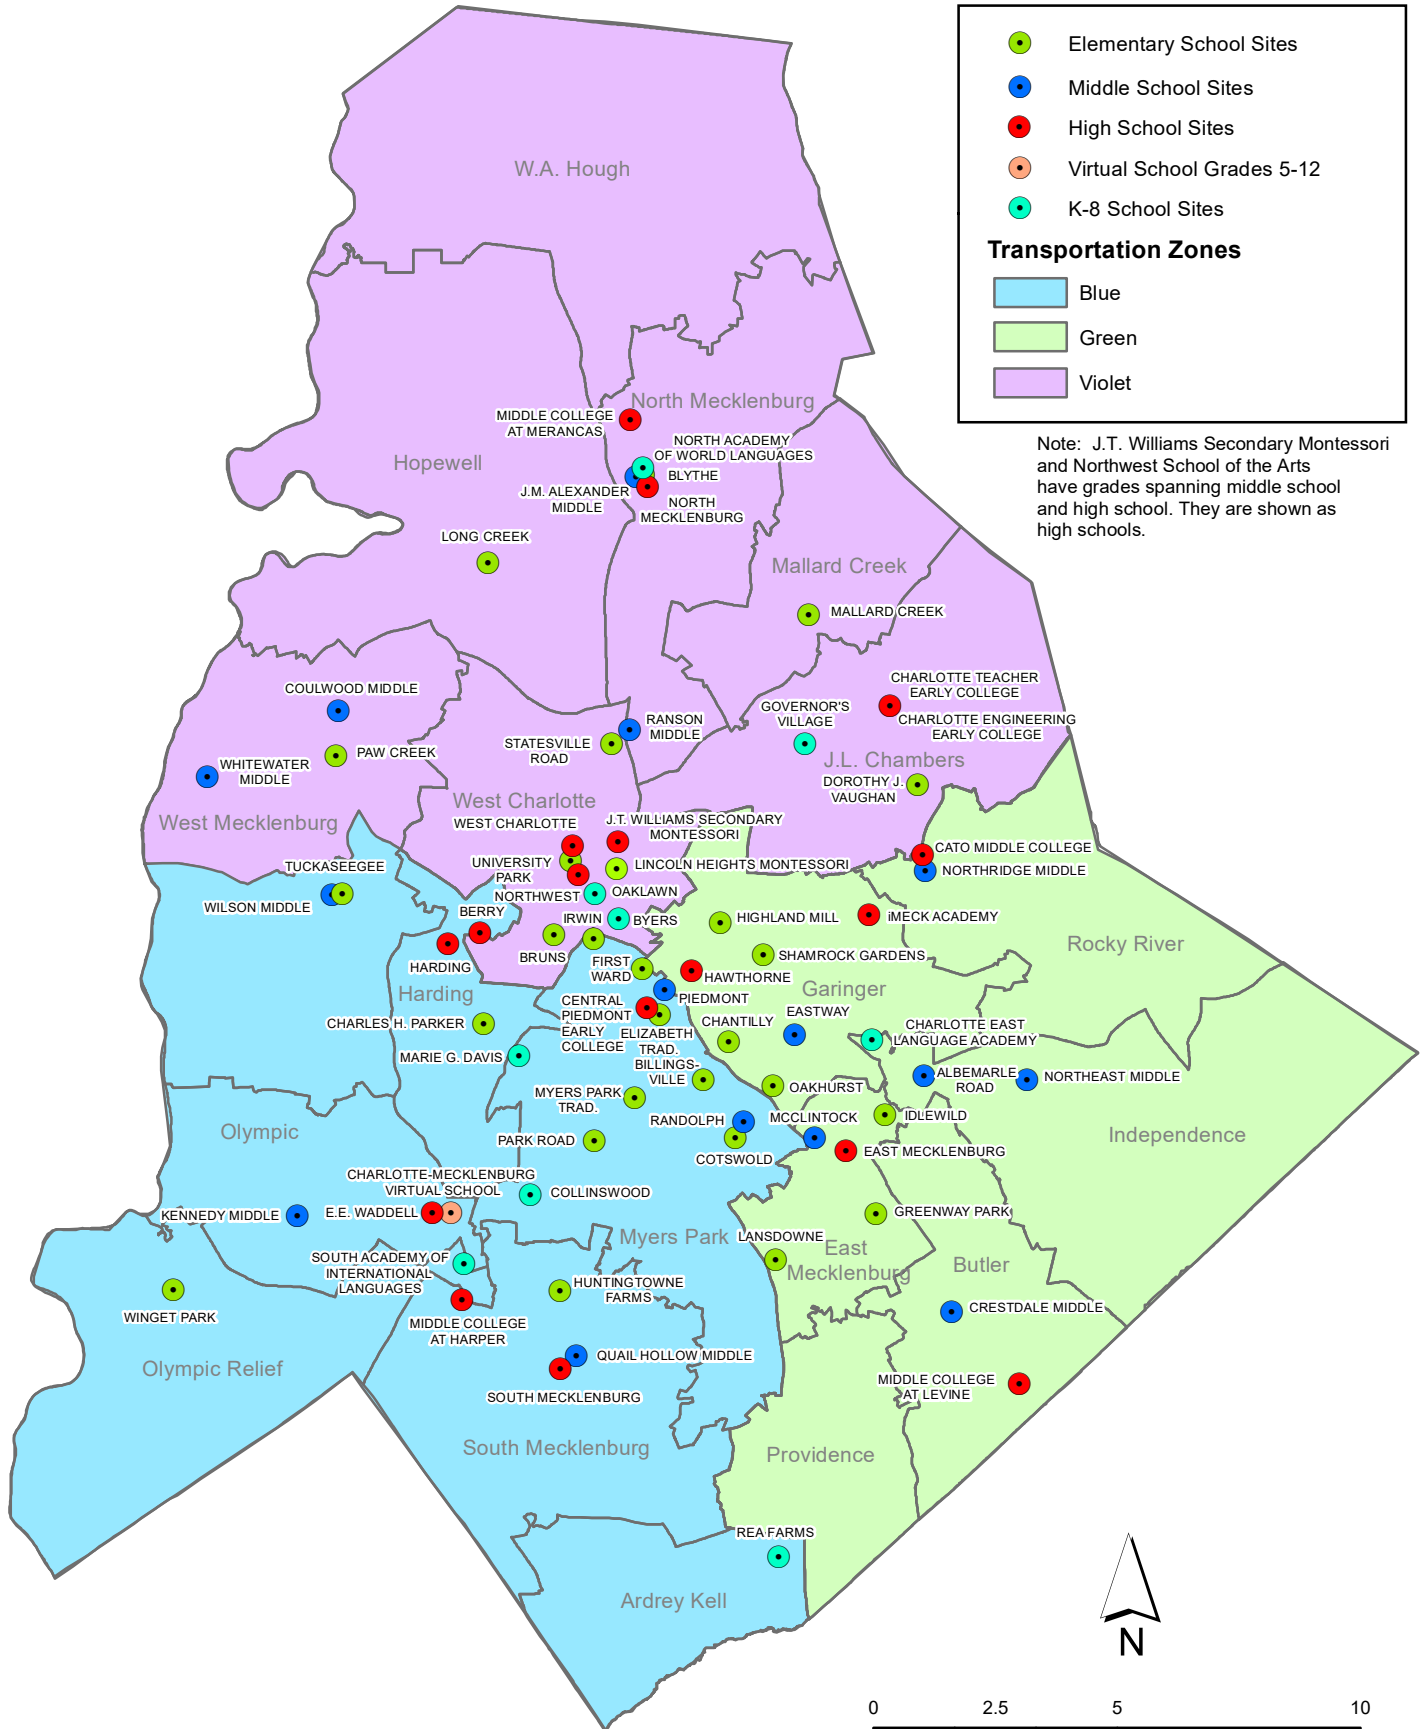 Elementary School Sites
Middle School Sites
High School Sites
Virtual School Grades 5-12
K-8 School Sites
Transportation Zones
Blue
Green
Violet
Note: J.T. Williams Secondary Montessori
and Northwest School of the Arts
have grades spanning middle school
and high school. They are shown as
high schools.
W.A. Hough
North Mecklenburg
MIDDLE COLLEGE
AT MERANCAS
NORTH ACADEMY
OF WORLD LANGUAGES
Hopewell
BLYTHE
J.M. ALEXANDER
MIDDLE
NORTH
MECKLENBURG
LONG CREEK
Mallard Creek
MALLARD CREEK
COULWOOD MIDDLE
CHARLOTTE TEACHER
EARLY COLLEGE
GOVERNOR'S
VILLAGE
CHARLOTTE ENGINEERING
EARLY COLLEGE
RANSON
MIDDLE
STATESVILLE
ROAD
PAW CREEK
WHITEWATER
MIDDLE
J.L. Chambers
DOROTHY J.
VAUGHAN
West Charlotte
West Mecklenburg
WEST CHARLOTTE
J.T. WILLIAMS SECONDARY
MONTESSORI
CATO MIDDLE COLLEGE
UNIVERSITY
PARK
LINCOLN HEIGHTS MONTESSORI
NORTHRIDGE MIDDLE
TUCKASEEGEE
NORTHWEST
OAKLAWN
WILSON MIDDLE
BERRY
IRWIN
BYERS
HIGHLAND MILL
iMECK ACADEMY
Rocky River
BRUNS
HARDING
FIRST
WARD
SHAMROCK GARDENS
HAWTHORNE
Harding
Garinger
PIEDMONT
CENTRAL
PIEDMONT
EARLY
COLLEGE
EASTWAY
CHARLES H. PARKER
CHANTILLY
CHARLOTTE EAST
LANGUAGE ACADEMY
ELIZABETH
TRAD.
MARIE G. DAVIS
BILLINGS-
VILLE
ALBEMARLE
ROAD
NORTHEAST MIDDLE
OAKHURST
MYERS PARK
TRAD.
RANDOLPH
MCCLINTOCK
IDLEWILD
Olympic
Independence
PARK ROAD
COTSWOLD
EAST MECKLENBURG
CHARLOTTE-MECKLENBURG
VIRTUAL SCHOOL
COLLINSWOOD
KENNEDY MIDDLE
E.E. WADDELL
GREENWAY PARK
Myers Park
LANSDOWNE
East
Mecklenburg
SOUTH ACADEMY OF
INTERNATIONAL
LANGUAGES
Butler
HUNTINGTOWNE
FARMS
WINGET PARK
CRESTDALE MIDDLE
MIDDLE COLLEGE
AT HARPER
QUAIL HOLLOW MIDDLE
Olympic Relief
SOUTH MECKLENBURG
MIDDLE COLLEGE
AT LEVINE
South Mecklenburg
Providence
REA FARMS
Ardrey Kell
N
0 2.5 5 10